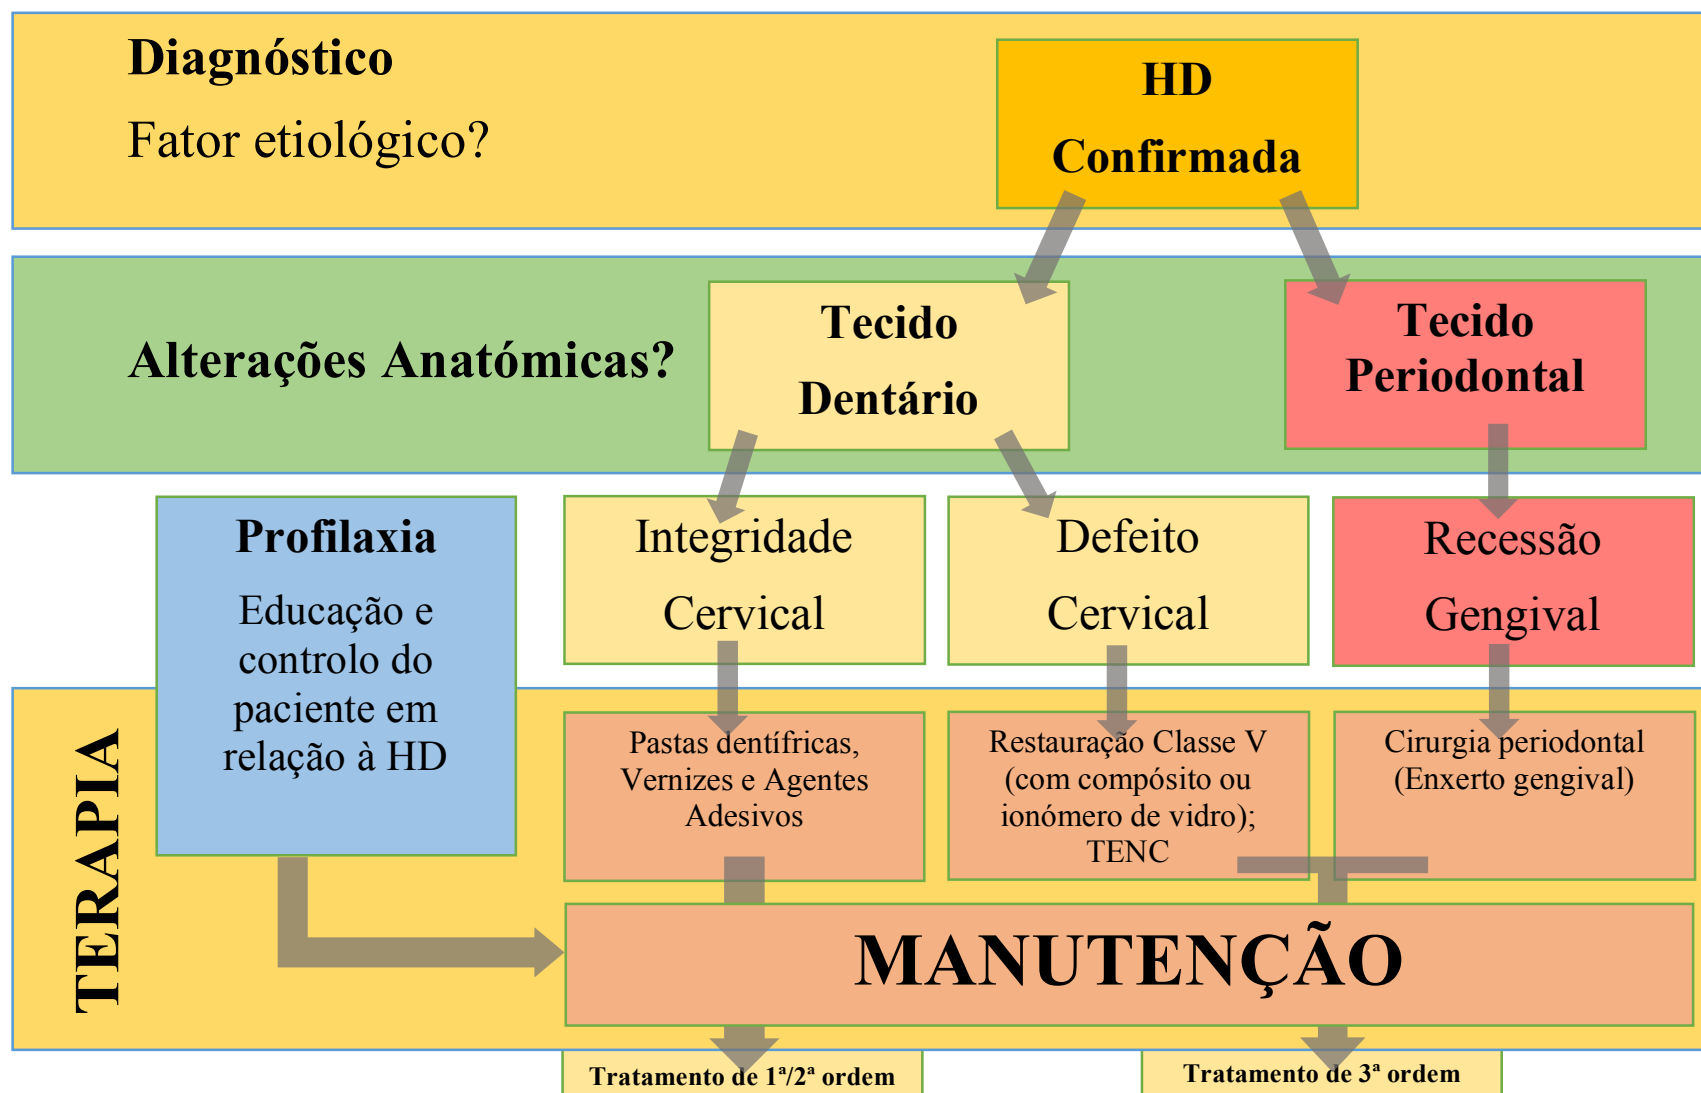 Diagnóstico
Fator etiológico?
HD
Confirmada
Alterações Anatómicas?
Tecido
Dentário
Tecido
Periodontal
Profilaxia
Educação e
controlo do
paciente em
relação à HD
Integridade
Cervical
Defeito
Cervical
Recessão
Gengival
TERAPIA
Pastas dentífricas,
Vernizes e Agentes
Adesivos
Restauração Classe V
(com compósito ou
ionómero de vidro);
TENC
Cirurgia periodontal
(Enxerto gengival)
MANUTENÇÃO
Tratamento de 1ª/2ª ordem
Tratamento de 3ª ordem